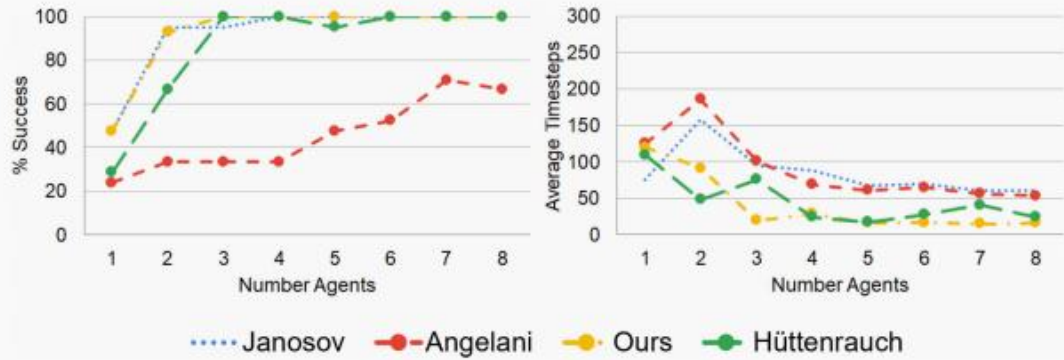 100
80
60
40
20
0
% Success
1 2 3 4 5 6 7 8
Number Agents
300
250
200
150
100
50
0
Average Timesteps
1 2 3 4 5 6 7 8
Number Agents
Janosov Angelani Ours Hüttenrauch